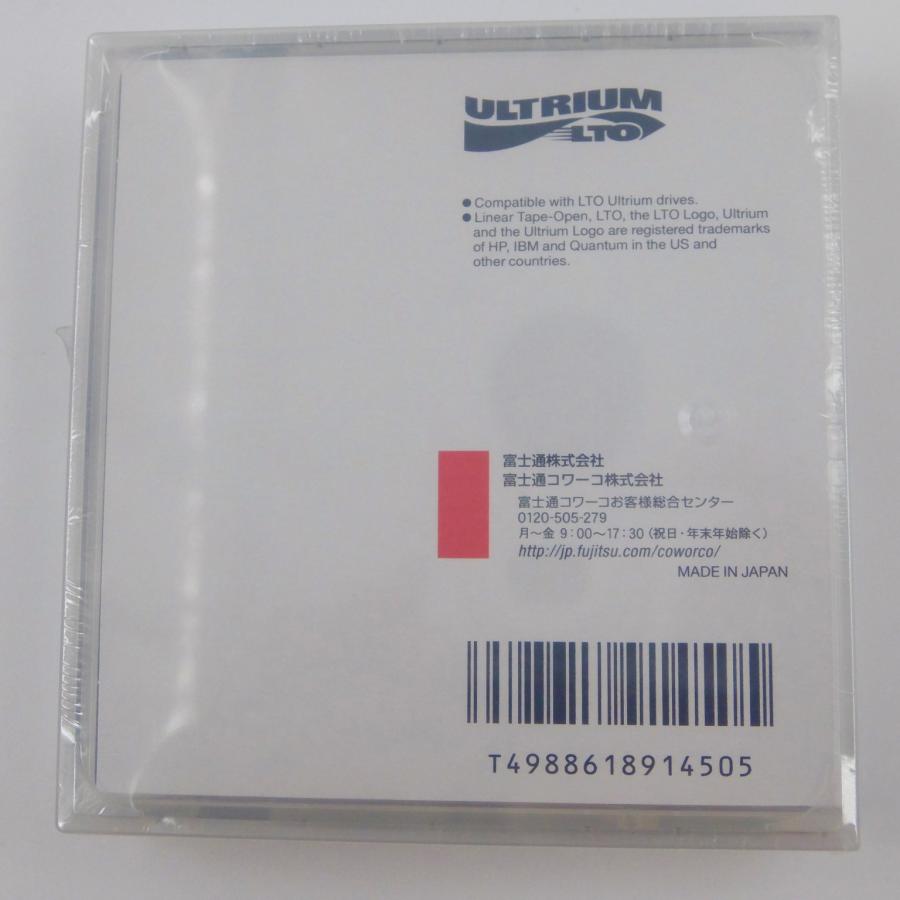 ULTRIUM
LTO
● Compatible with LTO Ultrium drives.
● Linear Tape-Open, LTO, the LTO Logo, Ultrium
and the Ultrium Logo are registered trademarks
of HP, IBM and Quantum in the US and
other countries.
富士通株式会社
富士通コワーコ株式会社
富士通コワーコお客様総合センター
0120-505-279
月〜金 9:00〜17:30(祝日・年末年始除く)
http://jp.fujitsu.com/coworco/
MADE IN JAPAN
T4988618914505